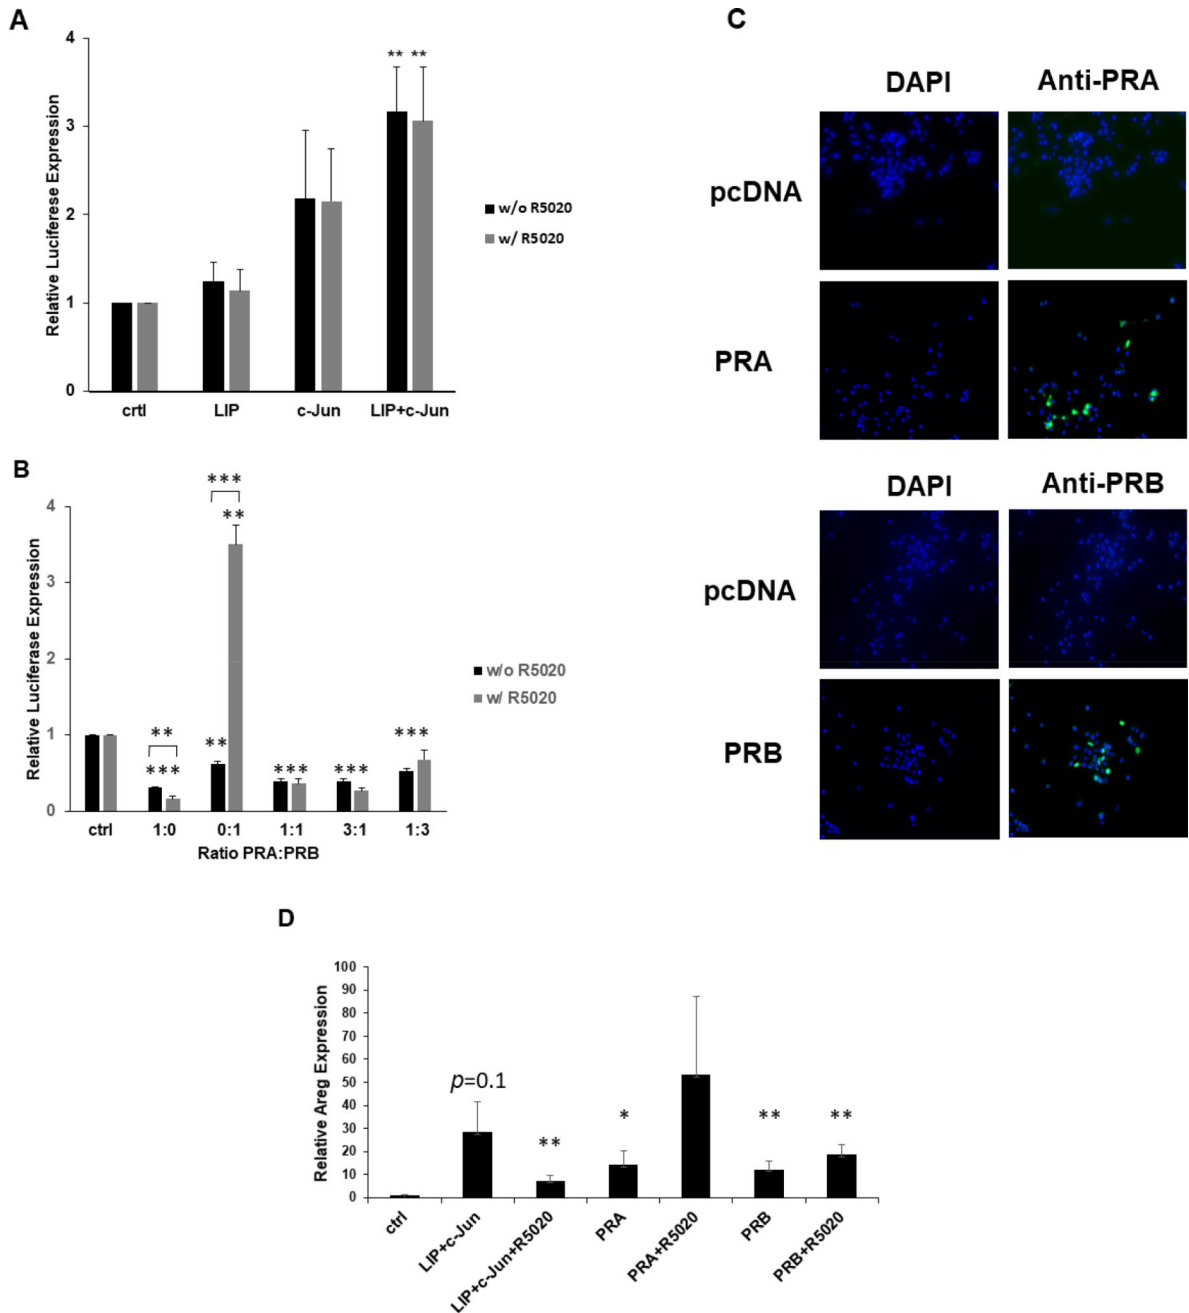 A
Relative Luciferese Expression
4
3
2
1
0
** **
w/o R5020
w/ R5020
crtl LIP c-Jun LIP+c-Jun
B
Relative Luciferase Expression
4
3
2
1
0
***
**
**
***
**
***
***
***
w/o R5020
w/ R5020
ctrl 1:0 0:1 1:1 3:1 1:3
Ratio PRA:PRB
C
DAPI Anti-PRA
pcDNA
PRA
DAPI Anti-PRB
pcDNA
PRB
D
Relative Areg Expression
100
90
80
70
60
50
40
30
20
10
0
p=0.1
**
*
**
**
ctrl
LIP+c-Jun
LIP+c-Jun+R5020
PRA
PRA+R5020
PRB
PRB+R5020